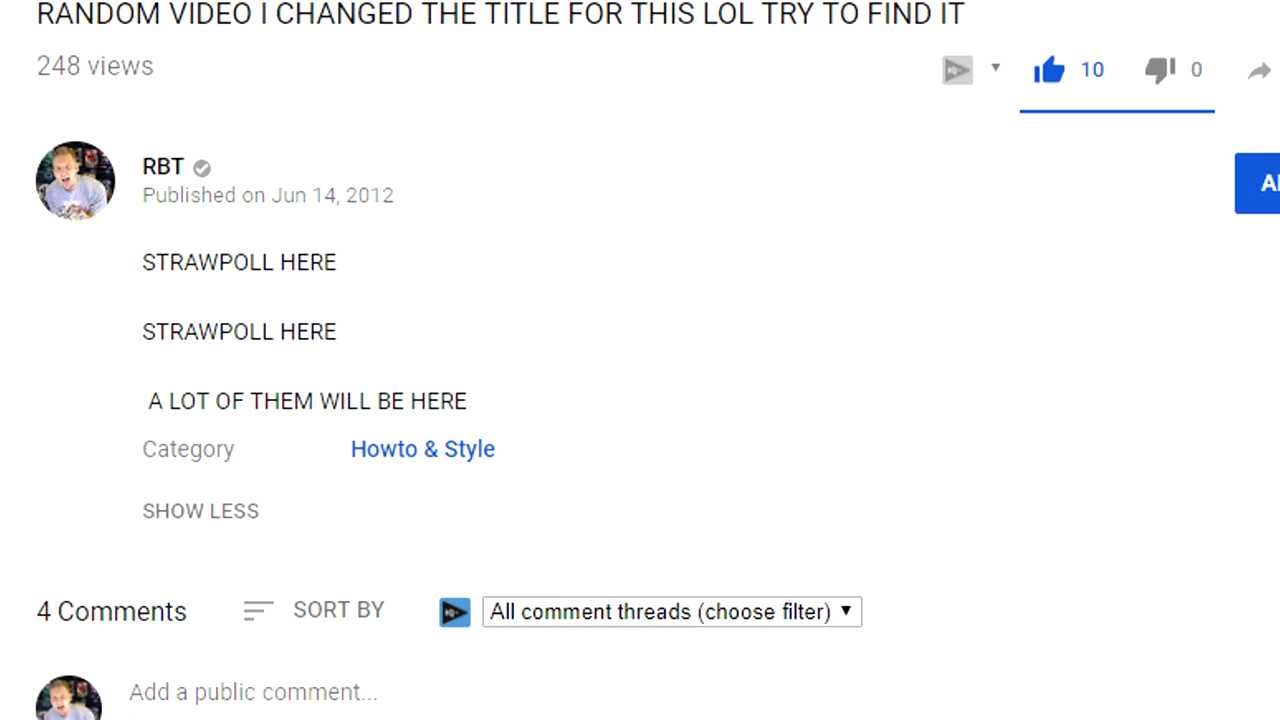 RANDOM VIDEO I CHANGED THE TITLE FOR THIS LOL TRY TO FIND IT
248 views
10
0
RBT
Published on Jun 14, 2012
STRAWPOLL HERE
STRAWPOLL HERE
A LOT OF THEM WILL BE HERE
Category Howto & Style
SHOW LESS
4 Comments SORT BY All comment threads (choose filter)
Add a public comment...